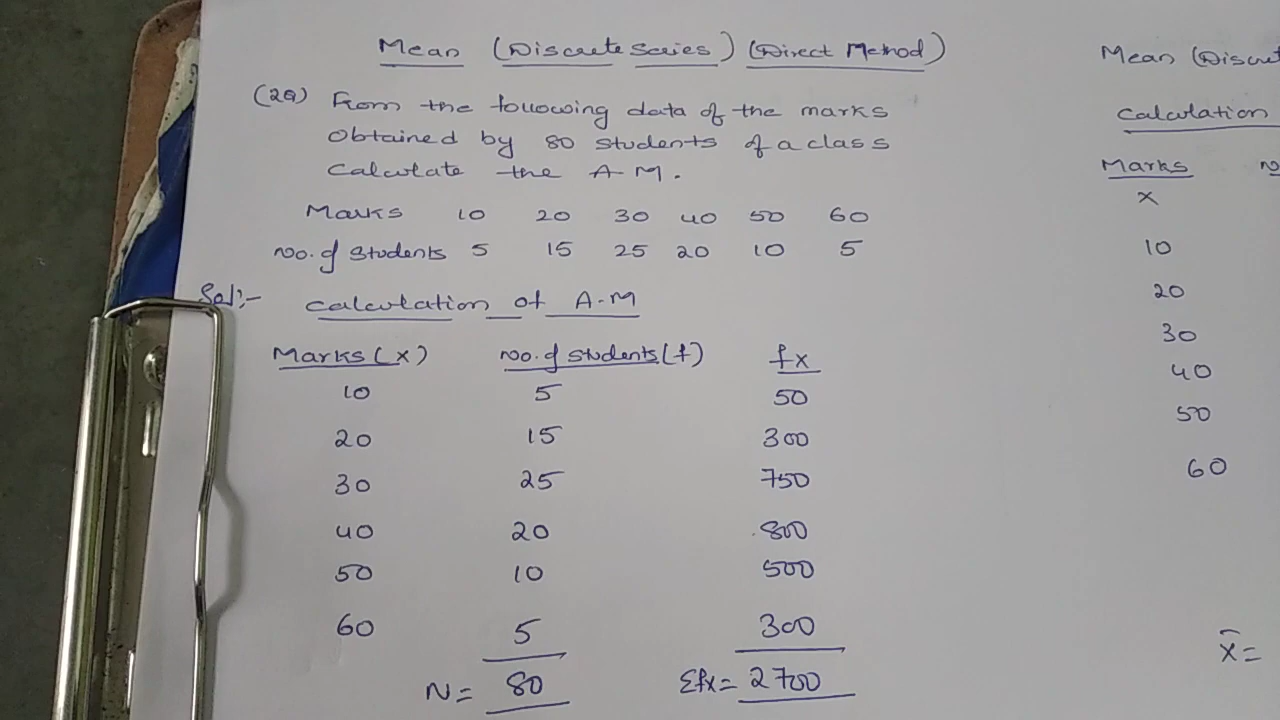 Mean (Discrete Series) (Direct Method)
(2Q) From the following data of the marks
obtained by 80 students of a class
Calculate the A-M.
Marks 10 20 30 40 50 60
No. of Students 5 15 25 20 10 5
Sol:- Calculation of A-M
Marks (x) No. of Students (f) fx
10 5 50
20 15 300
30 25 750
40 20 800
50 10 500
60 5 300
N = 80 Σfx = 2700
Mean (Discret
Calculation
Marks
x
10
20
30
40
50
60
x̄ =